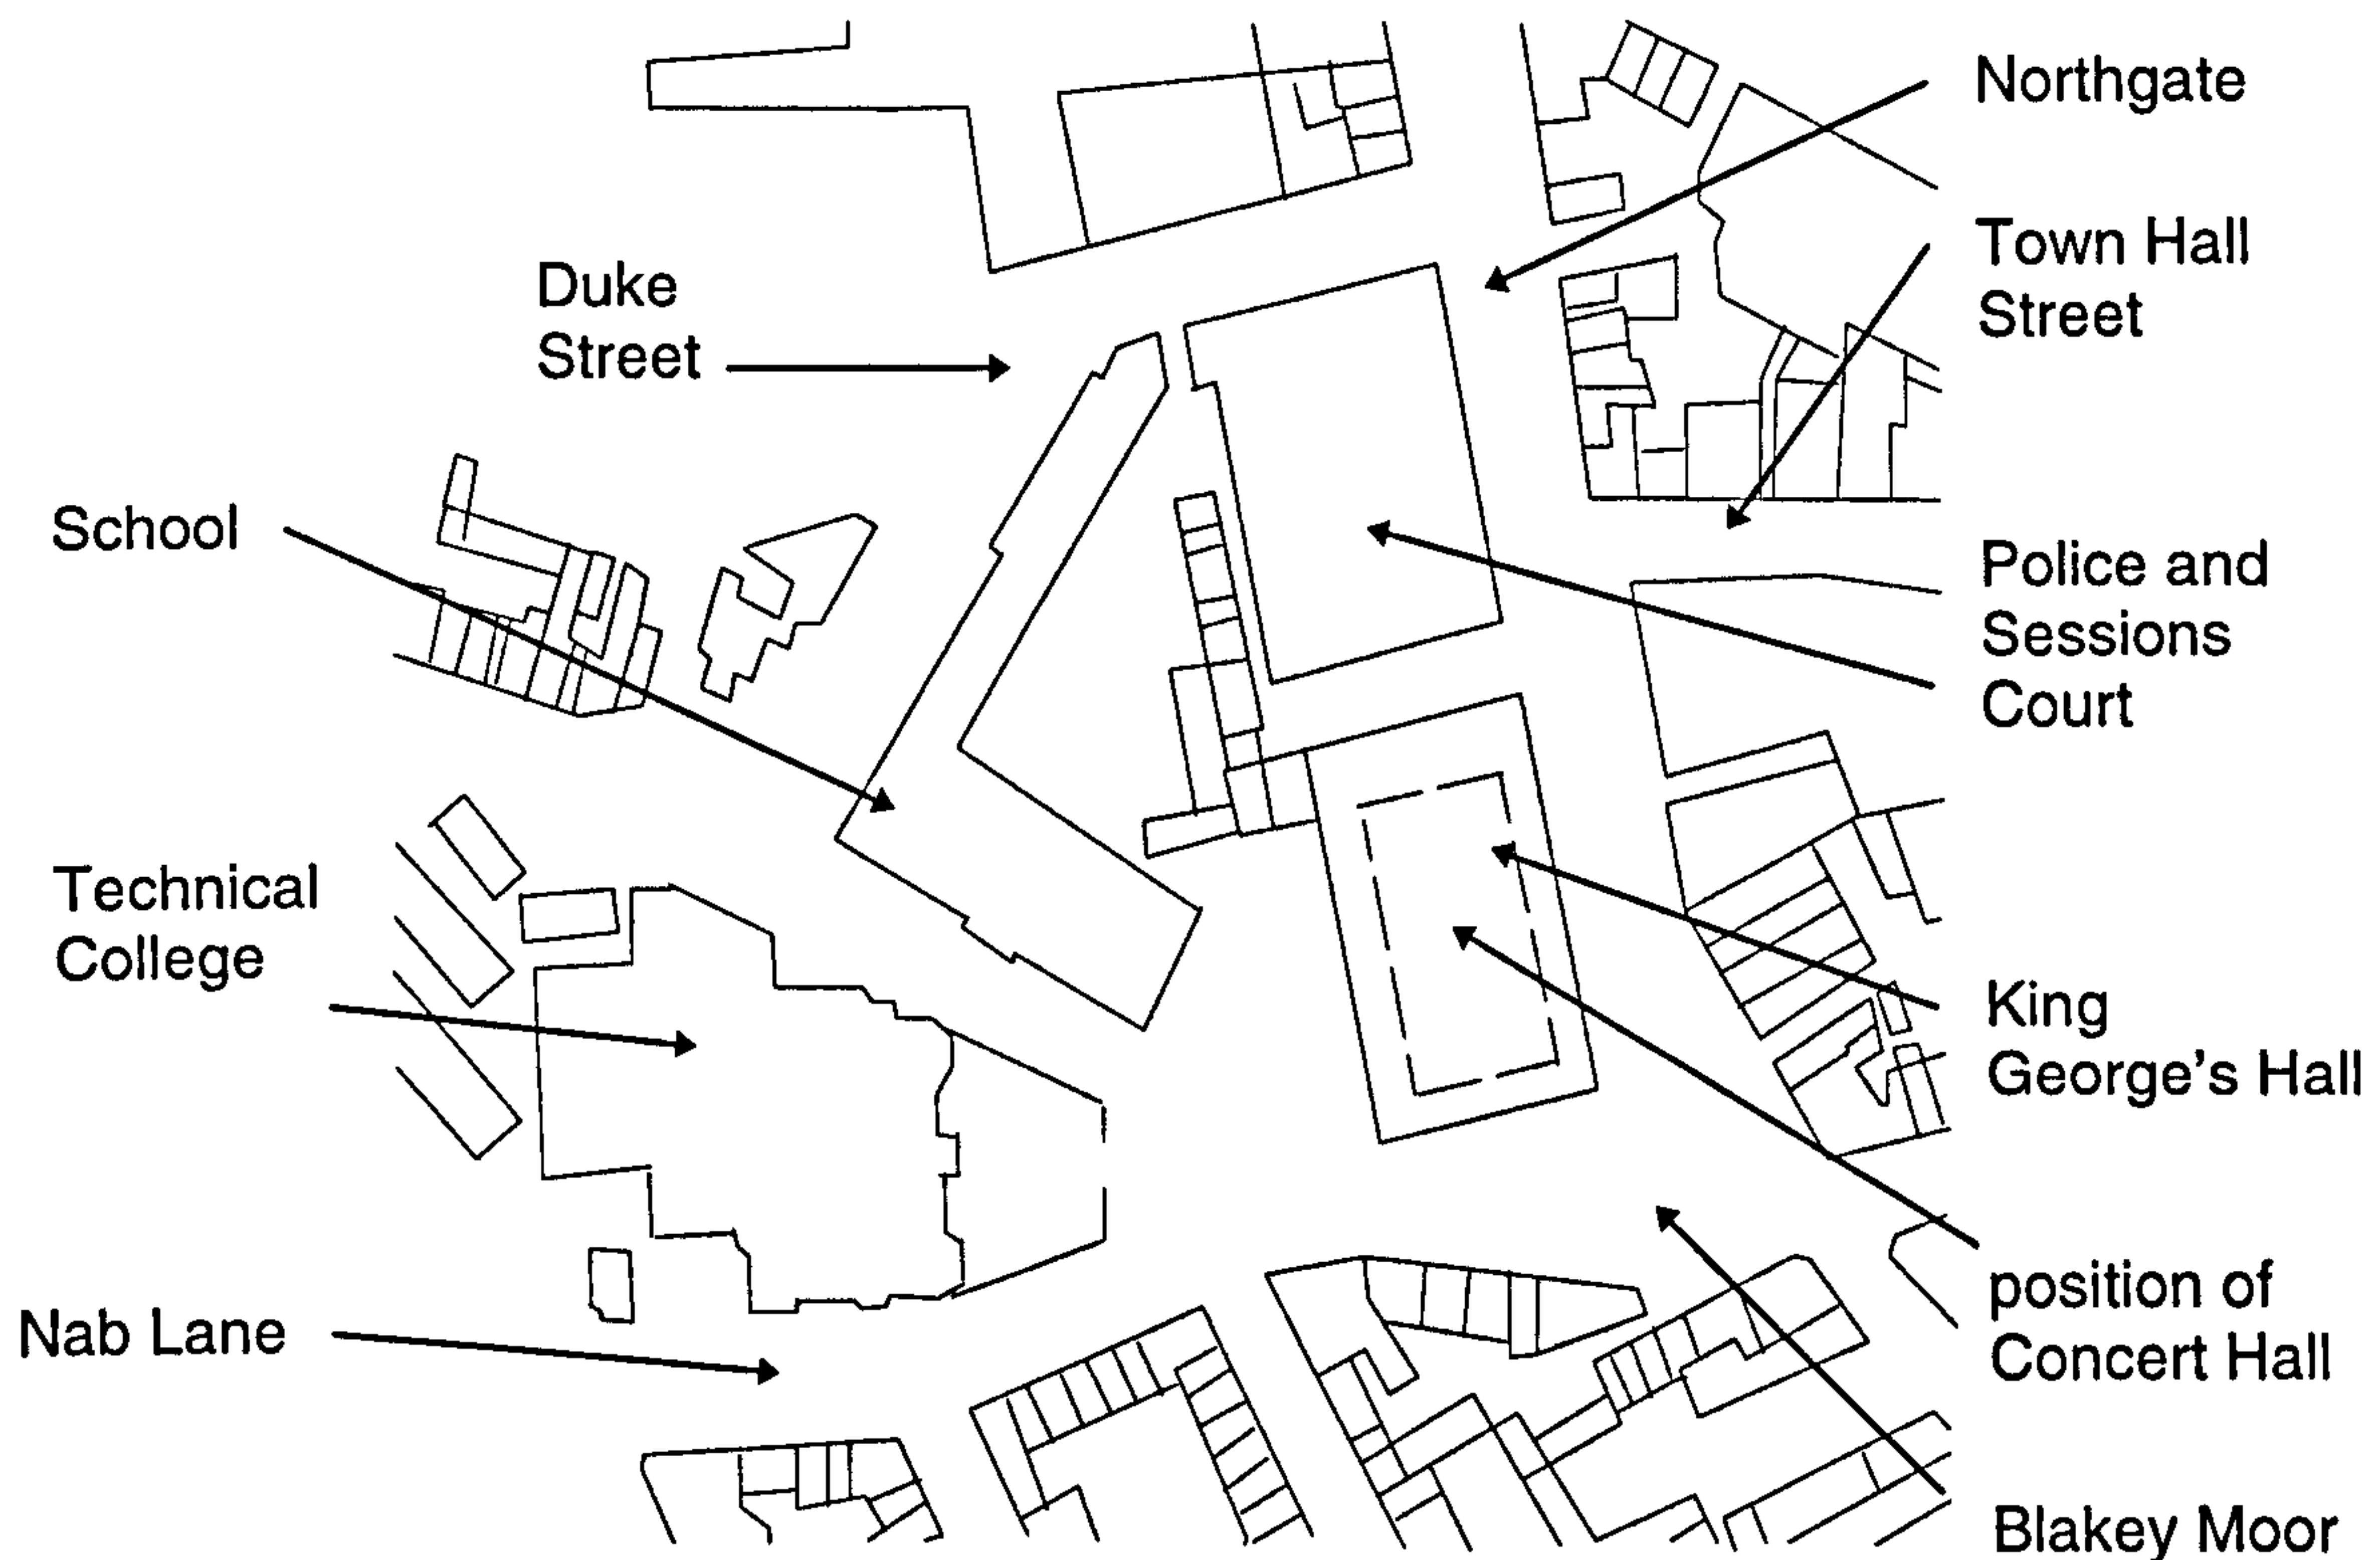 Northgate
Town Hall
Street
Duke
Street
School
Police and
Sessions
Court
Technical
College
King
George's Hall
position of
Concert Hall
Nab Lane
Blakey Moor